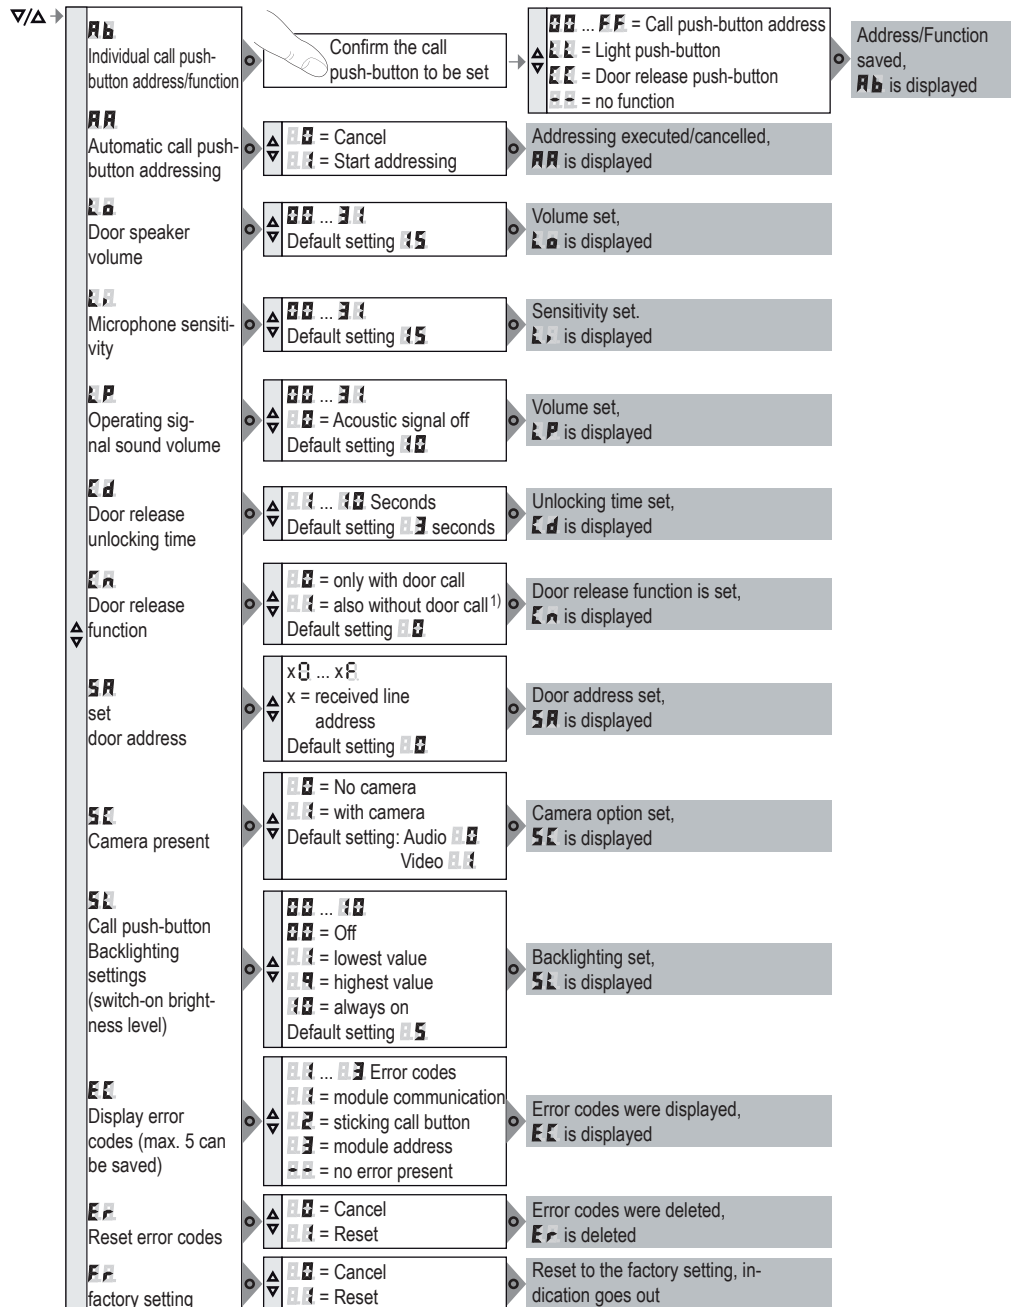 Ab
Individual call push-
button address/function
Confirm the call
push-button to be set
00 ... FF = Call push-button address
LL = Light push-button
CC = Door release push-button
-- = no function
Address/Function
saved,
Ab is displayed
AA
Automatic call push-
button addressing
0 = Cancel
1 = Start addressing
Addressing executed/cancelled,
AA is displayed
Lo
Door speaker
volume
00 ... 31
Default setting 15
Volume set,
Lo is displayed
Li
Microphone sensiti-
vity
00 ... 31
Default setting 15
Sensitivity set.
Li is displayed
LP
Operating sig-
nal sound volume
00 ... 31
0 = Acoustic signal off
Default setting 10
Volume set,
LP is displayed
Cd
Door release
unlocking time
1 ... 10 Seconds
Default setting 3 seconds
Unlocking time set,
Cd is displayed
Cn
Door release
function
0 = only with door call
1 = also without door call 1)
Default setting 0
Door release function is set,
Cn is displayed
SA
set
door address
x0 ... xF
x = received line
address
Default setting 0
Door address set,
SA is displayed
SC
Camera present
0 = No camera
1 = with camera
Default setting: Audio 0
Video 1
Camera option set,
SC is displayed
SL
Call push-button
Backlighting
settings
(switch-on bright-
ness level)
00 ... 10
00 = Off
1 = lowest value
9 = highest value
10 = always on
Default setting 5
Backlighting set,
SL is displayed
EC
Display error
codes (max. 5 can
be saved)
1 ... 3 Error codes
1 = module communication
2 = sticking call button
3 = module address
-- = no error present
Error codes were displayed,
EC is displayed
Er
Reset error codes
0 = Cancel
1 = Reset
Error codes were deleted,
Er is deleted
Fr
factory setting
0 = Cancel
1 = Reset
Reset to the factory setting, in-
dication goes out